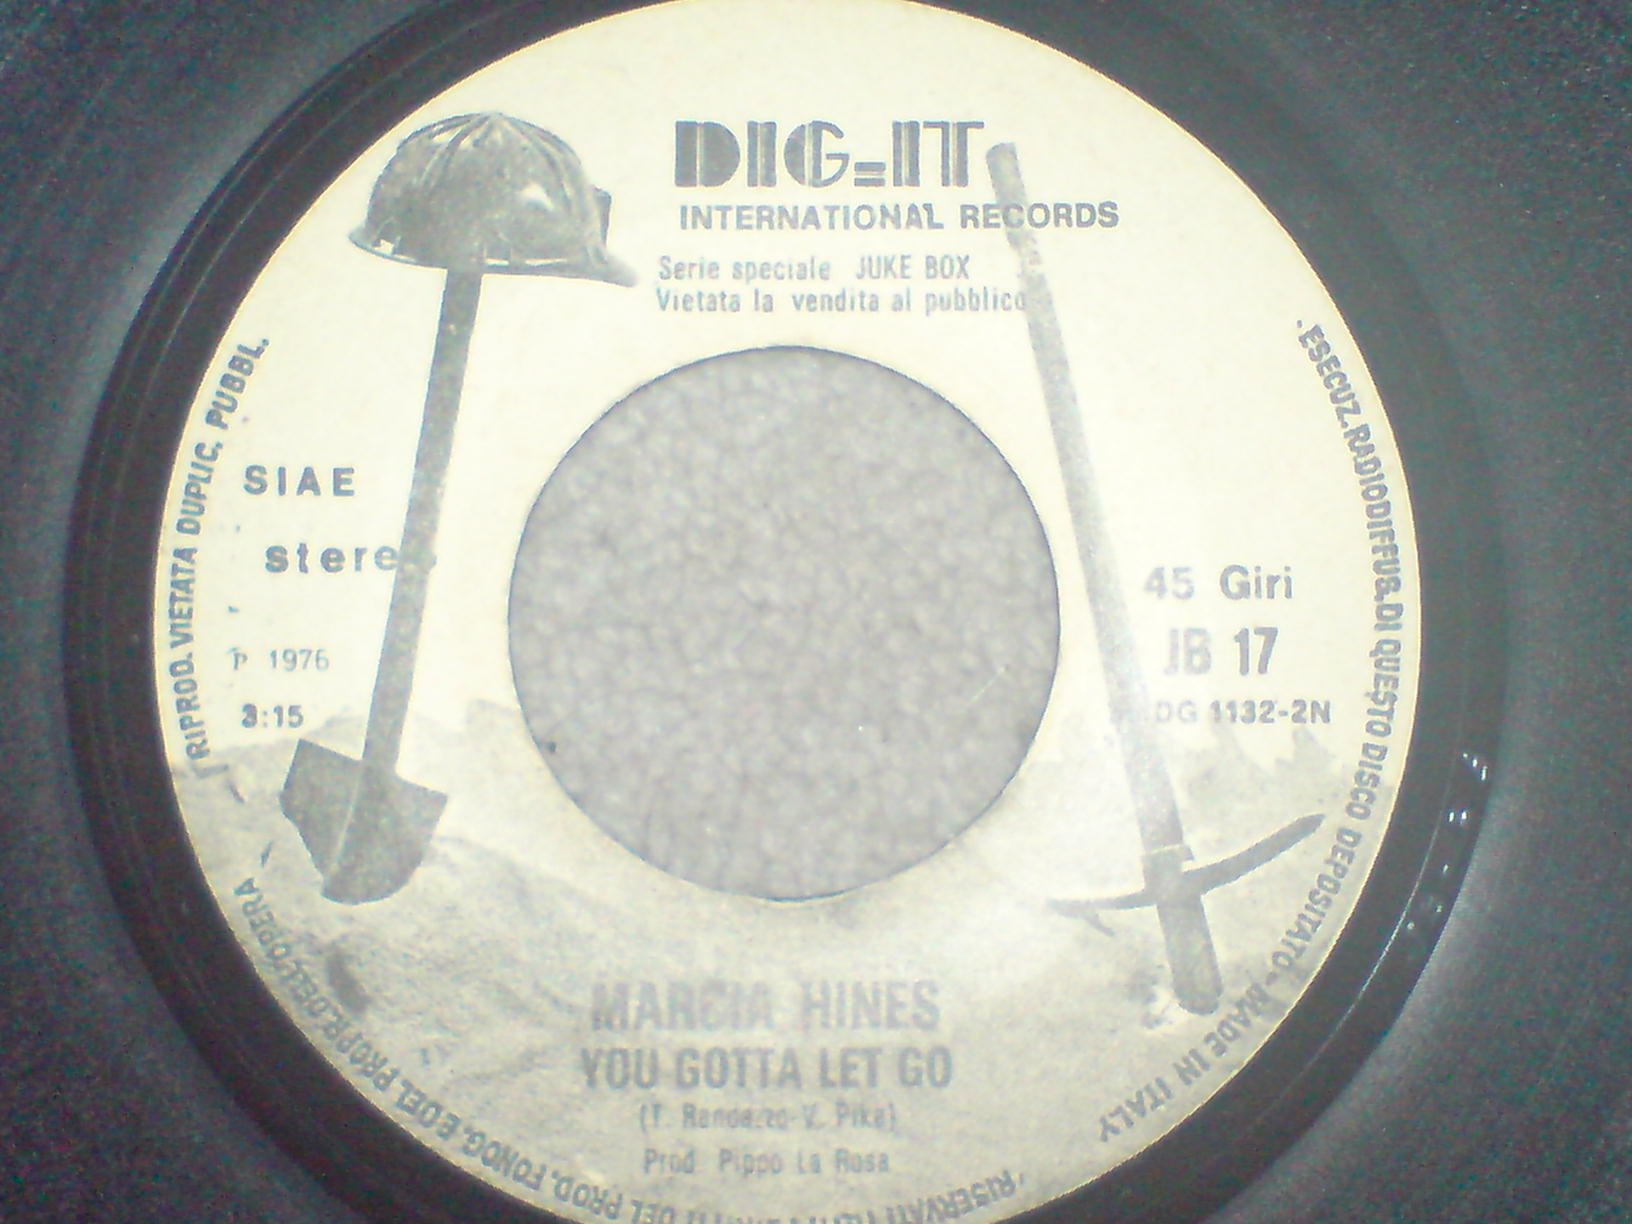 DIG-IT
INTERNATIONAL RECORDS
Serie speciale JUKE BOX
Vietata la vendita al pubblico
SIAE
stereo
P 1976
3:15
45 Giri
JB 17
DG 1132-2N
MARCIA HINES
YOU GOTTA LET GO
(T. Randazzo-V. Pike)
Prod. Pippo La Rosa
RISERVATI TUTTI I DIRITTI DEL PROD. FONOG. E DEL PROPR. DELL'OPERA
RIPROD. VIETATA DUPLIC. PUBBL.
ESECUZ. RADIODIFFUS. DI QUESTO DISCO DEPOSITATO - MADE IN ITALY